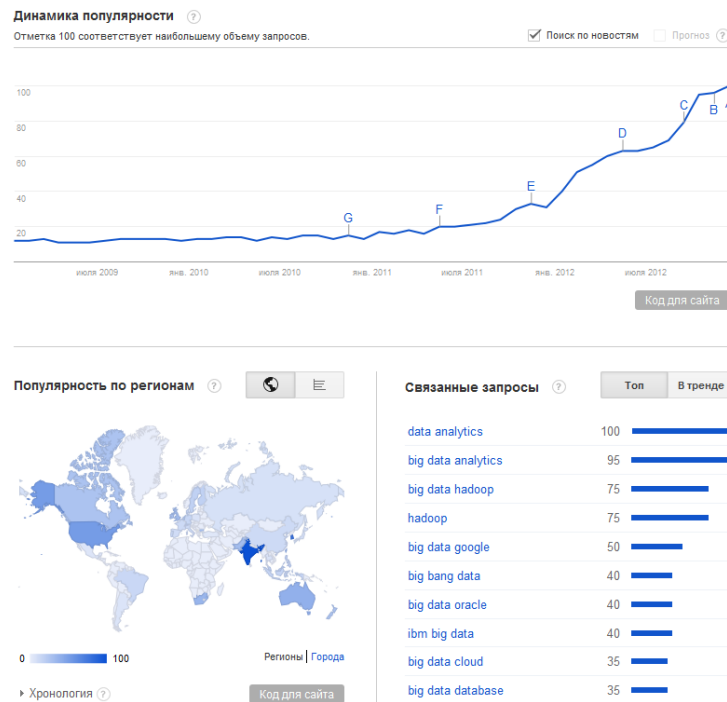 Динамика популярности ?
Отметка 100 соответствует наибольшему объему запросов.
Поиск по новостям Прогноз ?
100
80
60
40
20
G F E D C B
июля 2009 янв. 2010 июля 2010 янв. 2011 июля 2011 янв. 2012 июля 2012
Код для сайта
Популярность по регионам ?
0 100
Регионы Города
Хронология ?
Код для сайта
Связанные запросы ?
Топ В тренде
data analytics 100
big data analytics 95
big data hadoop 75
hadoop 75
big data google 50
big bang data 40
big data oracle 40
ibm big data 40
big data cloud 35
big data database 35